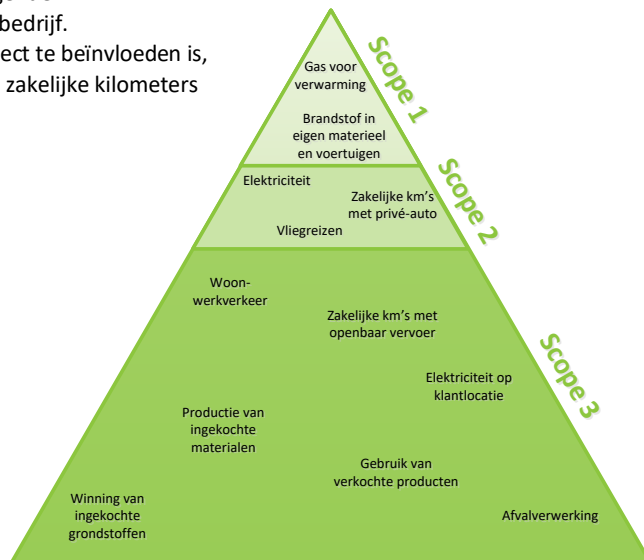 bedrijf.
ect te beïnvloeden is,
zakelijke kilometers
Gas voor
verwarming
Brandstof in
eigen materieel
en voertuigen
Scope 1
Elektriciteit
Zakelijke km's
met privé-auto
Vliegreizen
Scope 2
Woon-
werkverkeer
Zakelijke km's met
openbaar vervoer
Elektriciteit op
klantlocatie
Scope 3
Productie van
ingekochte
materialen
Gebruik van
verkochte producten
Winning van
ingekochte
grondstoffen
Afvalverwerking